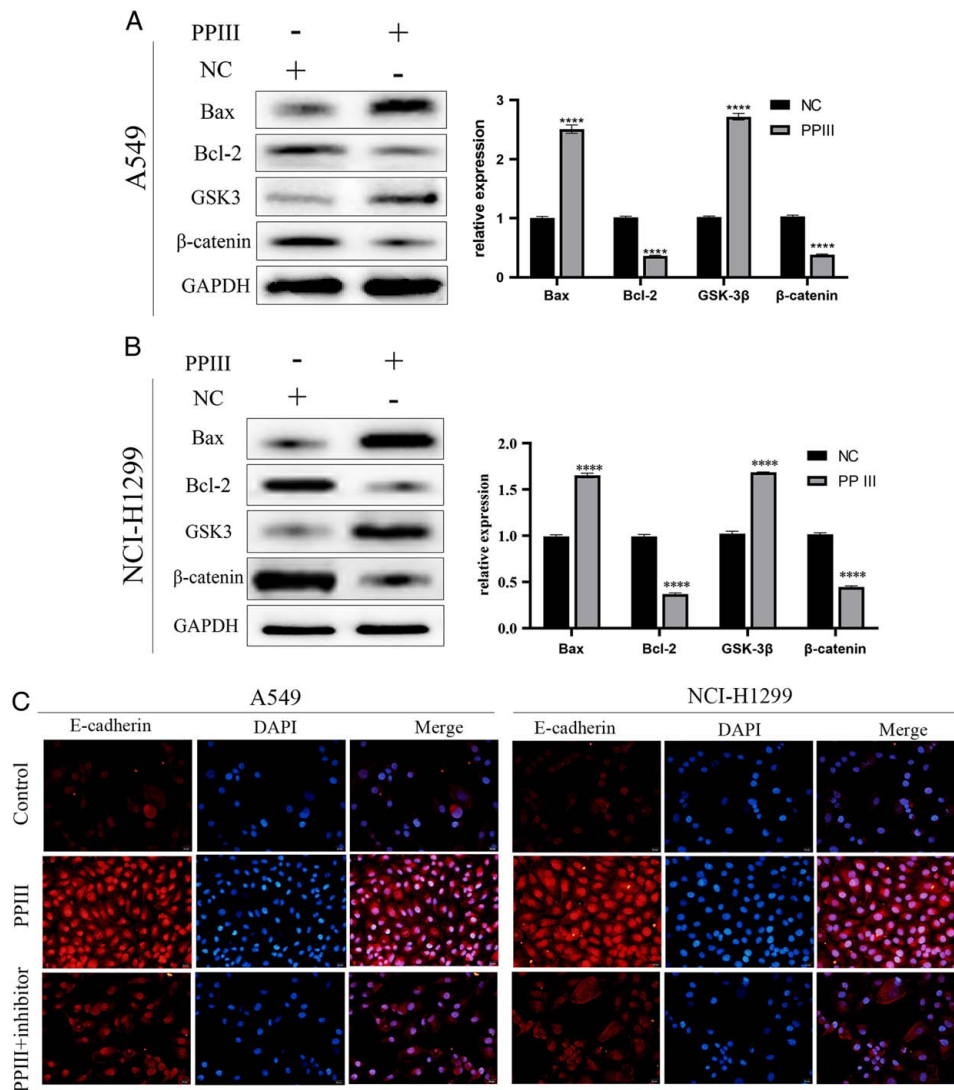 A
A549
PPIII - +
NC + -
Bax
Bcl-2
GSK3
β-catenin
GAPDH
relative expression
3
2
1
0
**** **** **** ****
Bax Bcl-2 GSK-3β β-catenin
NC
PPIII
B
NCI-H1299
PPIII - +
NC + -
Bax
Bcl-2
GSK3
β-catenin
GAPDH
relative expression
2.0
1.5
1.0
0.5
0.0
**** **** **** ****
Bax Bcl-2 GSK-3β β-catenin
NC
PP III
C
A549 NCI-H1299
E-cadherin DAPI Merge E-cadherin DAPI Merge
Control
PPIII
PPIII+inhibitor